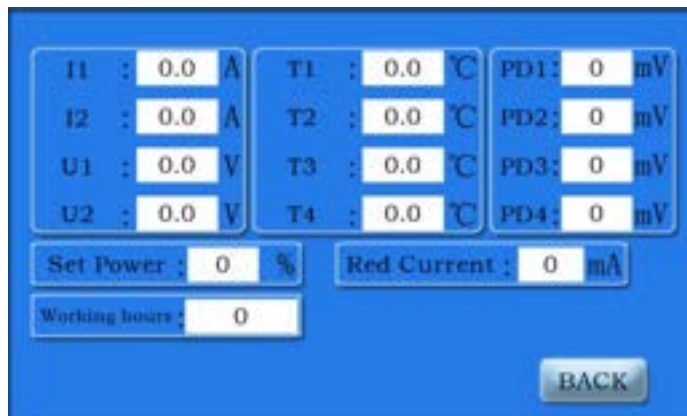 I1 : 0.0 A T1 : 0.0 ℃ PD1: 0 mV
I2 : 0.0 A T2 : 0.0 ℃ PD2: 0 mV
U1 : 0.0 V T3 : 0.0 ℃ PD3: 0 mV
U2 : 0.0 V T4 : 0.0 ℃ PD4: 0 mV
Set Power : 0 % Red Current : 0 mA
Working hours : 0
BACK